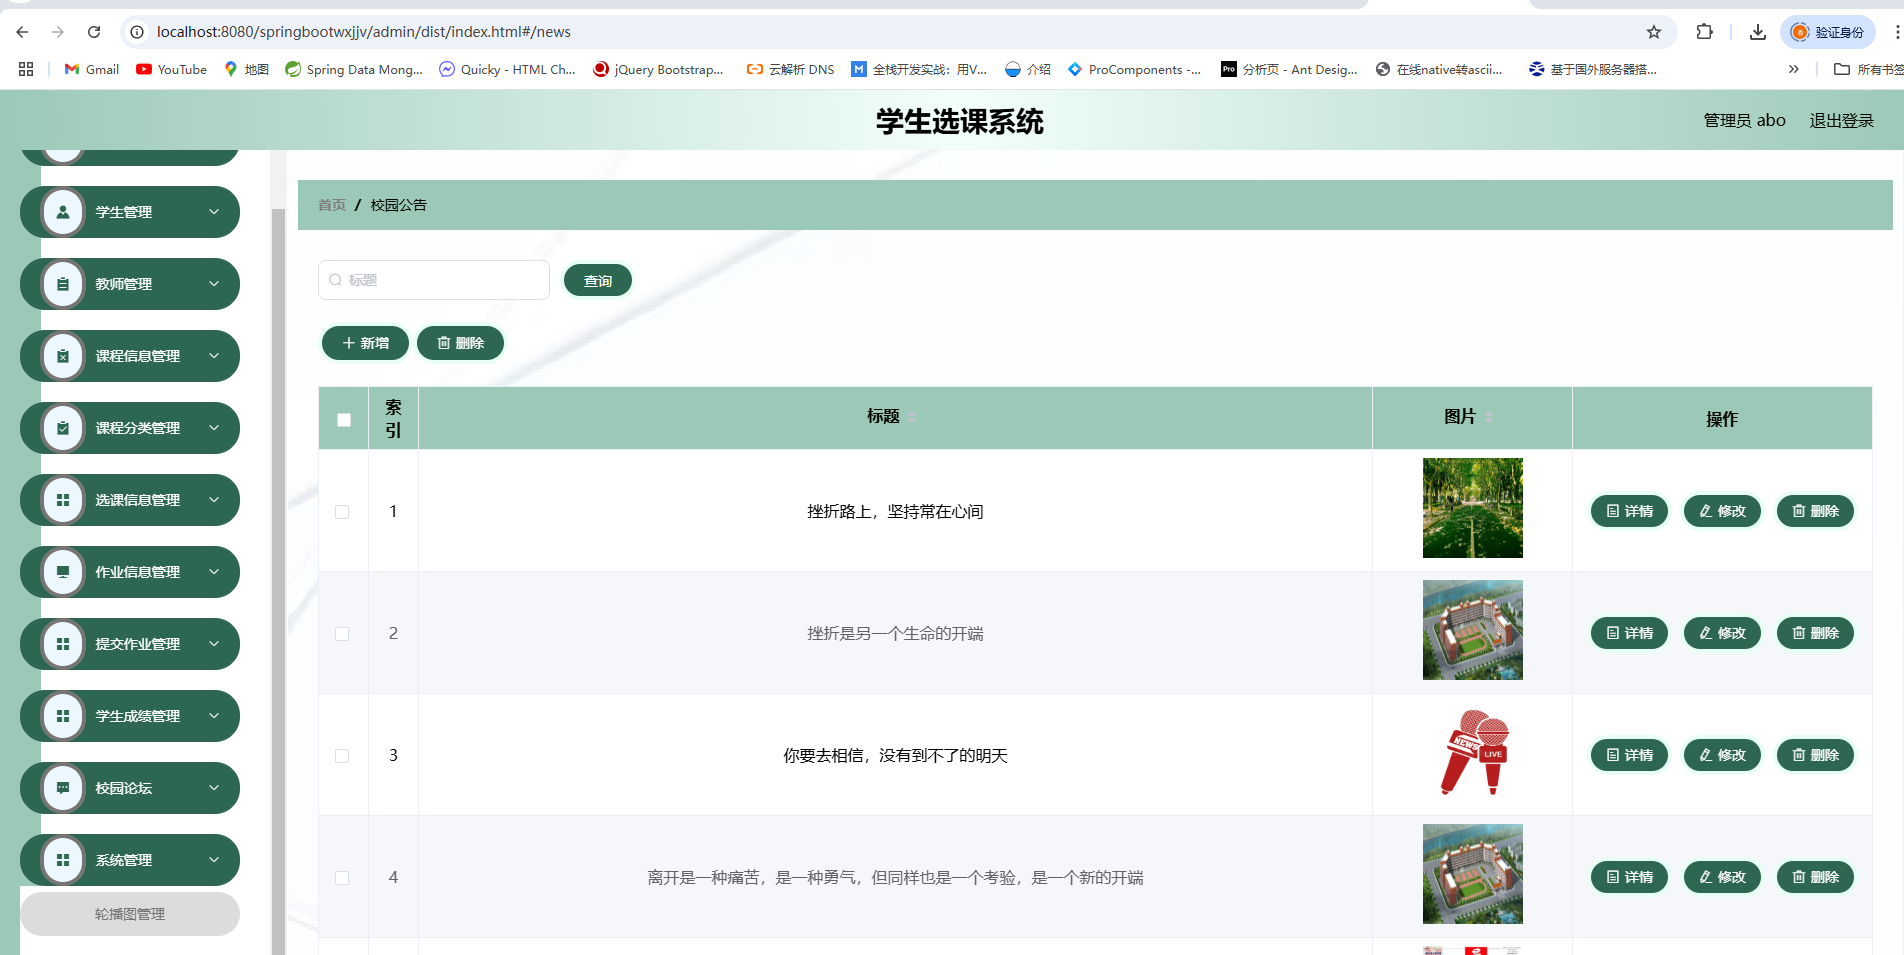 localhost:8080/springbootwxjjv/admin/dist/index.html#/news
验证身份
Gmail
YouTube
地图
Spring Data Mong...
Quicky - HTML Ch...
jQuery Bootstrap...
云解析 DNS
全栈开发实战：用V...
介绍
ProComponents -...
分析页 - Ant Desig...
在线native转ascii...
基于国外服务器搭...
所有书签
学生选课系统
管理员 abo
退出登录
学生管理
教师管理
课程信息管理
课程分类管理
选课信息管理
作业信息管理
提交作业管理
学生成绩管理
校园论坛
系统管理
轮播图管理
首页 / 校园公告
标题
查询
新增
删除
索引
标题
图片
操作
1
挫折路上，坚持常在心间
详情
修改
删除
2
挫折是另一个生命的开端
详情
修改
删除
3
你要去相信，没有到不了的明天
NEWS
LIVE
详情
修改
删除
4
离开是一种痛苦，是一种勇气，但同样也是一个考验，是一个新的开端
详情
修改
删除